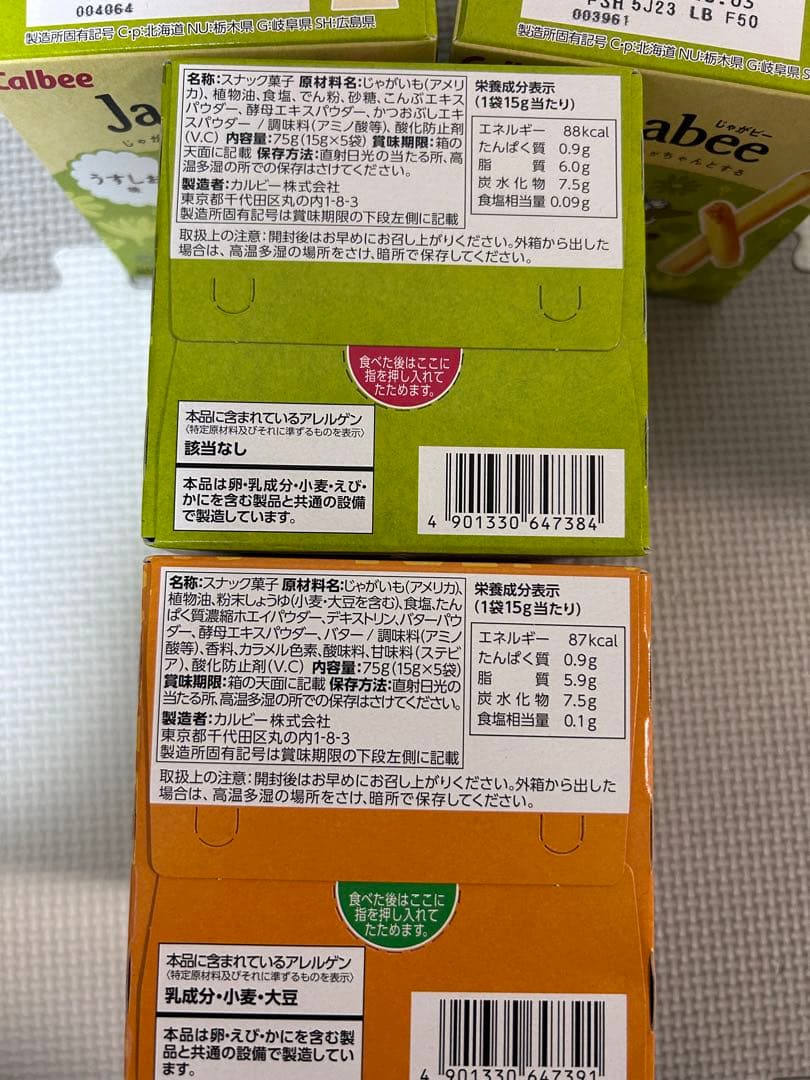 004064
製造所固有記号 C・p:北海道 NU:栃木県 G:岐阜県 SH:広島県
Calbee
Ja
うすしお
5J23 LB F50
003961
製造所固有記号 C・p:北海道 NU:栃木県 G:岐阜県 S
じゃがビー
abee
がちゃんとする
名称:スナック菓子 原材料名:じゃがいも(アメリ
カ)、植物油、食塩、でん粉、砂糖、こんぶエキス
パウダー、酵母エキスパウダー、かつおぶしエキ
スパウダー / 調味料(アミノ酸等)、酸化防止剤
(V.C) 内容量:75g(15g×5袋) 賞味期限:箱の
天面に記載 保存方法:直射日光の当たる所、高
温多湿の所での保存はさけてください。
製造者:カルビー株式会社
東京都千代田区丸の内1-8-3
製造所固有記号は賞味期限の下段左側に記載
栄養成分表示
(1袋15g当たり)
エネルギー 88kcal
たんぱく質 0.9g
脂質 6.0g
炭水化物 7.5g
食塩相当量 0.09g
取扱上の注意:開封後はお早めにお召し上がりください。外箱から出した
場合は、高温多湿の場所をさけ、暗所で保存してください。
食べた後はここに
指を押し入れて
たためます。
本品に含まれているアレルゲン
〈特定原材料及びそれに準ずるものを表示〉
該当なし
本品は卵・乳成分・小麦・えび・
かにを含む製品と共通の設備
で製造しています。
4 901330 647384
名称:スナック菓子 原材料名:じゃがいも(アメリカ)、
植物油、粉末しょうゆ(小麦・大豆を含む)、食塩、たん
ぱく質濃縮ホエイパウダー、デキストリン、バターパウ
ダー、酵母エキスパウダー、バター / 調味料(アミノ
酸等)、香料、カラメル色素、酸味料、甘味料(ステビ
ア)、酸化防止剤(V.C) 内容量:75g(15g×5袋)
賞味期限:箱の天面に記載 保存方法:直射日光の
当たる所、高温多湿の所での保存はさけてください。
製造者:カルビー株式会社
東京都千代田区丸の内1-8-3
製造所固有記号は賞味期限の下段左側に記載
栄養成分表示
(1袋15g当たり)
エネルギー 87kcal
たんぱく質 0.9g
脂質 5.9g
炭水化物 7.5g
食塩相当量 0.1g
取扱上の注意:開封後はお早めにお召し上がりください。外箱から出した
場合は、高温多湿の場所をさけ、暗所で保存してください。
食べた後はここに
指を押し入れて
たためます。
本品に含まれているアレルゲン
〈特定原材料及びそれに準ずるものを表示〉
乳成分・小麦・大豆
本品は卵・えび・かにを含む製
品と共通の設備で製造してい
ます。
4 901330 647391